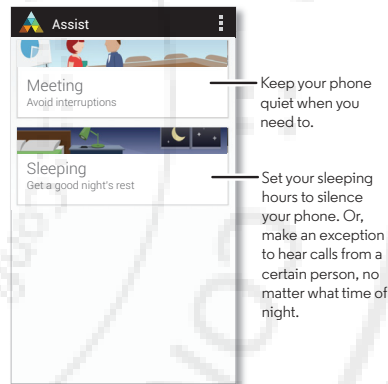 Assist
Meeting
Avoid interruptions
Keep your phone
quiet when you
need to.
Sleeping
Get a good night's rest
Set your sleeping
hours to silence
your phone. Or,
make an exception
to hear calls from a
certain person, no
matter what time of
night.